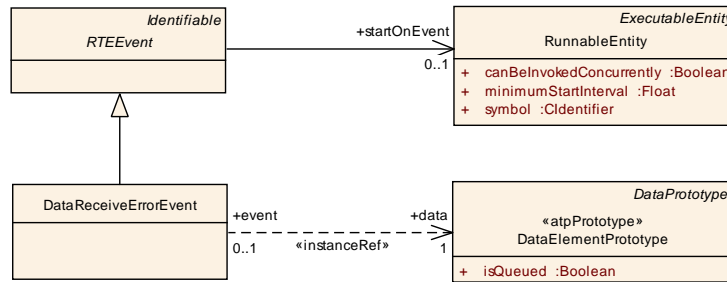 Identifiable
RTEEvent
+startOnEvent
0..1
ExecutableEntity
RunnableEntity
+ canBeInvokedConcurrently :Boolean
+ minimumStartInterval :Float
+ symbol :CIdentifier
DataReceiveErrorEvent
+event
0..1
«instanceRef»
+data
1
DataPrototype
«atpPrototype»
DataElementPrototype
+ isQueued :Boolean